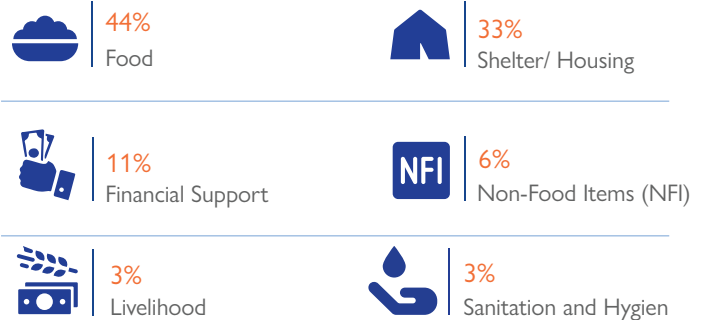 44%
Food
33%
Shelter/ Housing
11%
Financial Support
NFI
6%
Non-Food Items (NFI)
3%
Livelihood
3%
Sanitation and Hygien